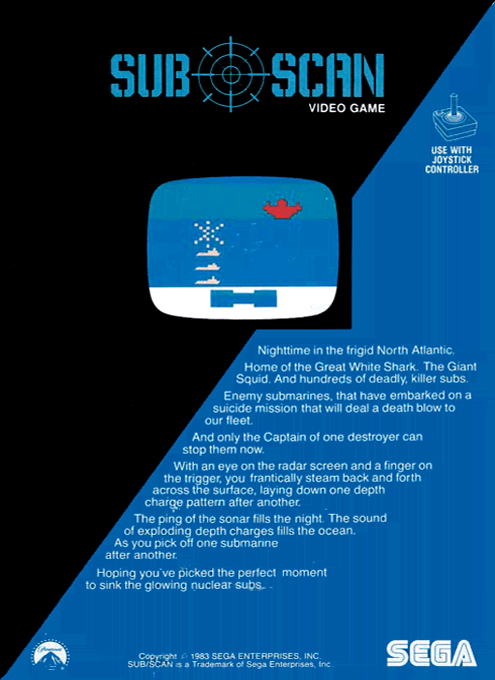 SUB SCAN
VIDEO GAME
USE WITH
JOYSTICK
CONTROLLER
Nighttime in the frigid North Atlantic.
Home of the Great White Shark. The Giant
Squid. And hundreds of deadly, killer subs.
Enemy submarines, that have embarked on a
suicide mission that will deal a death blow to
our fleet.
And only the Captain of one destroyer can
stop them now.
With an eye on the radar screen and a finger on
the trigger, you frantically steam back and forth
across the surface, laying down one depth
charge pattern after another.
The ping of the sonar fills the night. The sound
of exploding depth charges fills the ocean.
As you pick off one submarine
after another.
Hoping you've picked the perfect moment
to sink the glowing nuclear subs.
Paramount
Copyright © 1983 SEGA ENTERPRISES, INC.
SUB/SCAN is a Trademark of Sega Enterprises, Inc.
SEGA